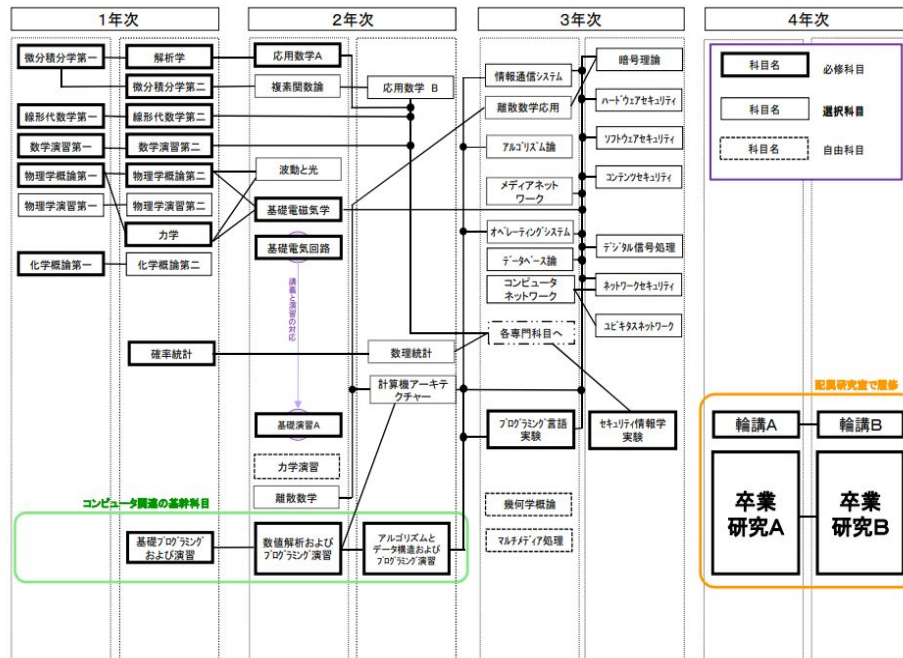 1年次
2年次
3年次
4年次
微分積分学第一
解析学
微分積分学第二
線形代数学第一
線形代数学第二
数学演習第一
数学演習第二
物理学概論第一
物理学概論第二
物理学演習第一
物理学演習第二
力学
化学概論第一
化学概論第二
確率統計
基礎プログラミング
および演習
コンピュータ関連の基幹科目
応用数学A
複素関数論
応用数学 B
波動と光
基礎電磁気学
基礎電気回路
講義と演習の対応
数理統計
計算機アーキ
テクチャー
基礎演習A
力学演習
離散数学
数値解析および
プログラミング演習
アルゴリズムと
データ構造および
プログラミング演習
情報通信システム
離散数学応用
アルゴリズム論
メディアネット
ワーク
オペレーティングシステム
データベース論
コンピュータ
ネットワーク
各専門科目へ
プログラミング言語
実験
幾何学概論
マルチメディア処理
暗号理論
ハードウェアセキュリティ
ソフトウェアセキュリティ
コンテンツセキュリティ
デジタル信号処理
ネットワークセキュリティ
ユビキタスネットワーク
セキュリティ情報学
実験
科目名
必修科目
科目名
選択科目
科目名
自由科目
配属研究室で履修
輪講A
輪講B
卒業
研究A
卒業
研究B